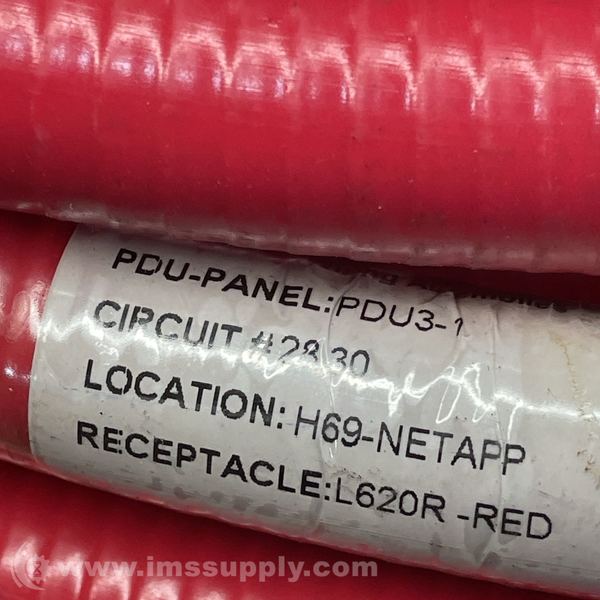 PDU-PANEL:PDU3-1
CIRCUIT #28,30
LOCATION: H69-NETAPP
RECEPTACLE:L620R -RED
www.imssupply.com